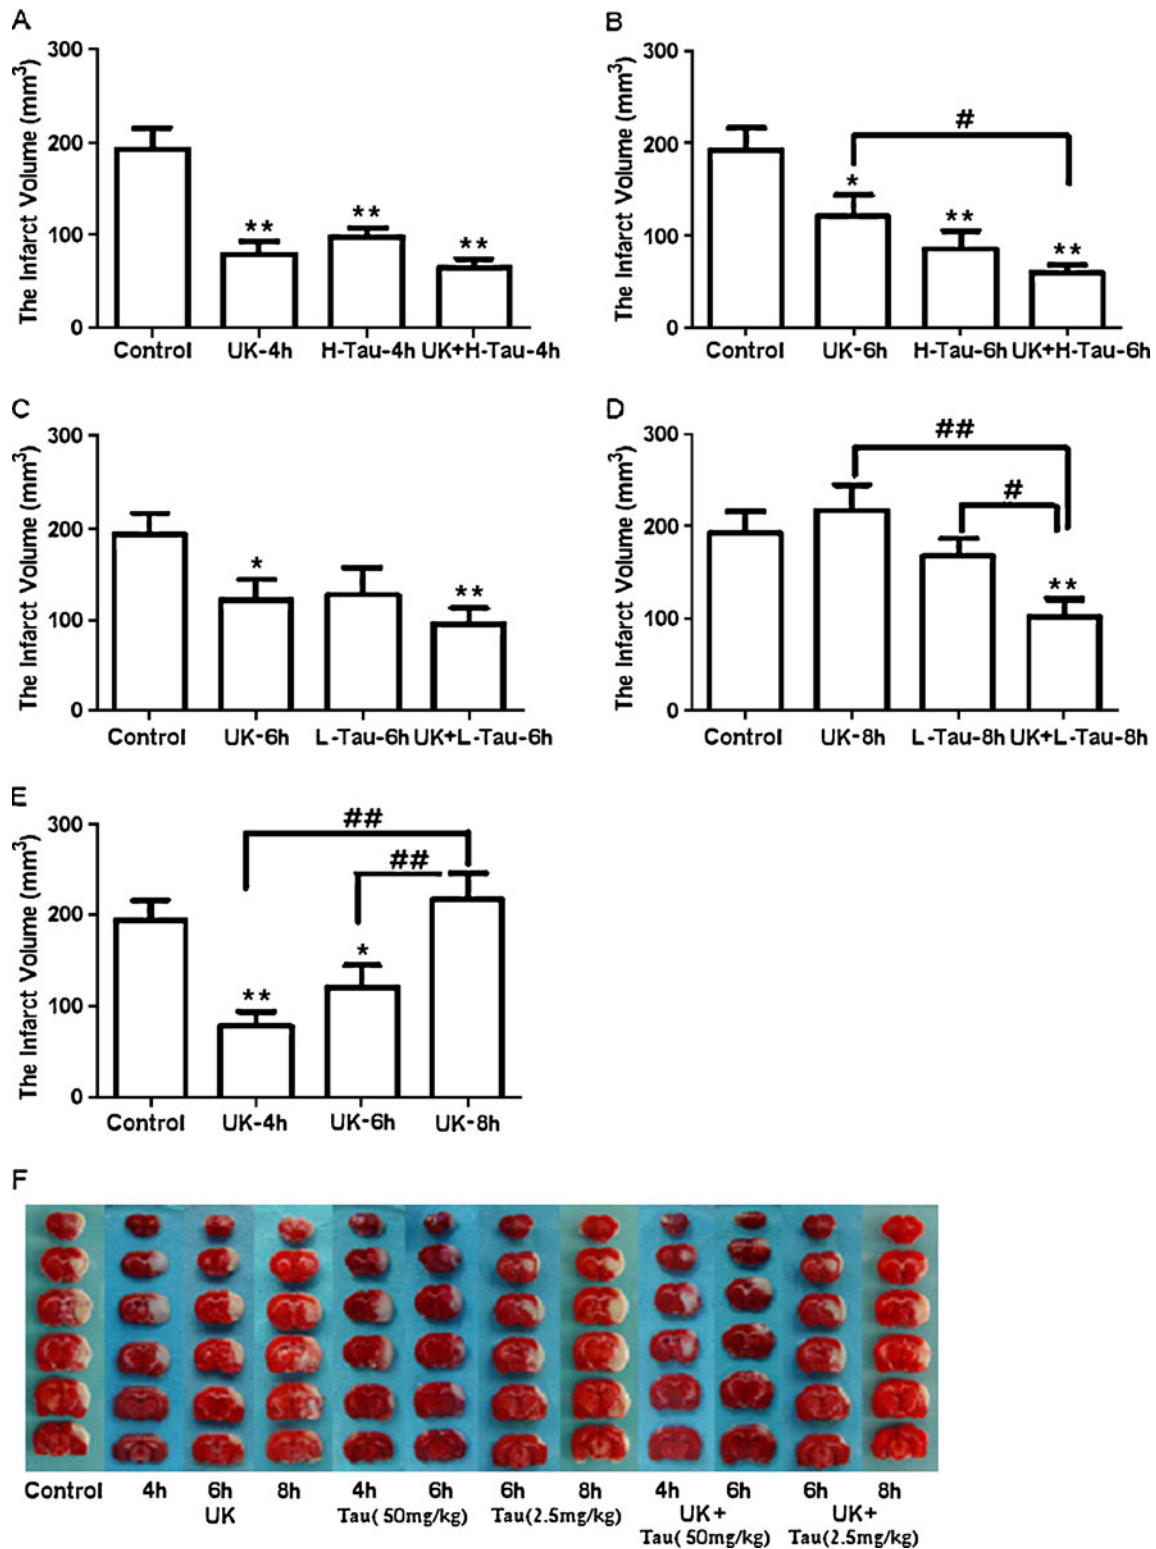 A
The Infarct Volume (mm³)
300
200
100
0
**
**
**
Control UK-4h H-Tau-4h UK+H-Tau-4h
B
The Infarct Volume (mm³)
300
200
100
0
#
*
**
**
Control UK-6h H-Tau-6h UK+H-Tau-6h
C
The Infarct Volume (mm³)
300
200
100
0
*
**
Control UK-6h L-Tau-6h UK+L-Tau-6h
D
The Infarct Volume (mm³)
300
200
100
0
##
#
**
Control UK-8h L-Tau-8h UK+L-Tau-8h
E
The Infarct Volume (mm³)
300
200
100
0
##
##
*
**
Control UK-4h UK-6h UK-8h
F
Control 4h 6h 8h 4h 6h 6h 8h 4h 6h 6h 8h
UK Tau( 50mg/kg) Tau(2.5mg/kg) UK+ UK+
Tau( 50mg/kg) Tau(2.5mg/kg)